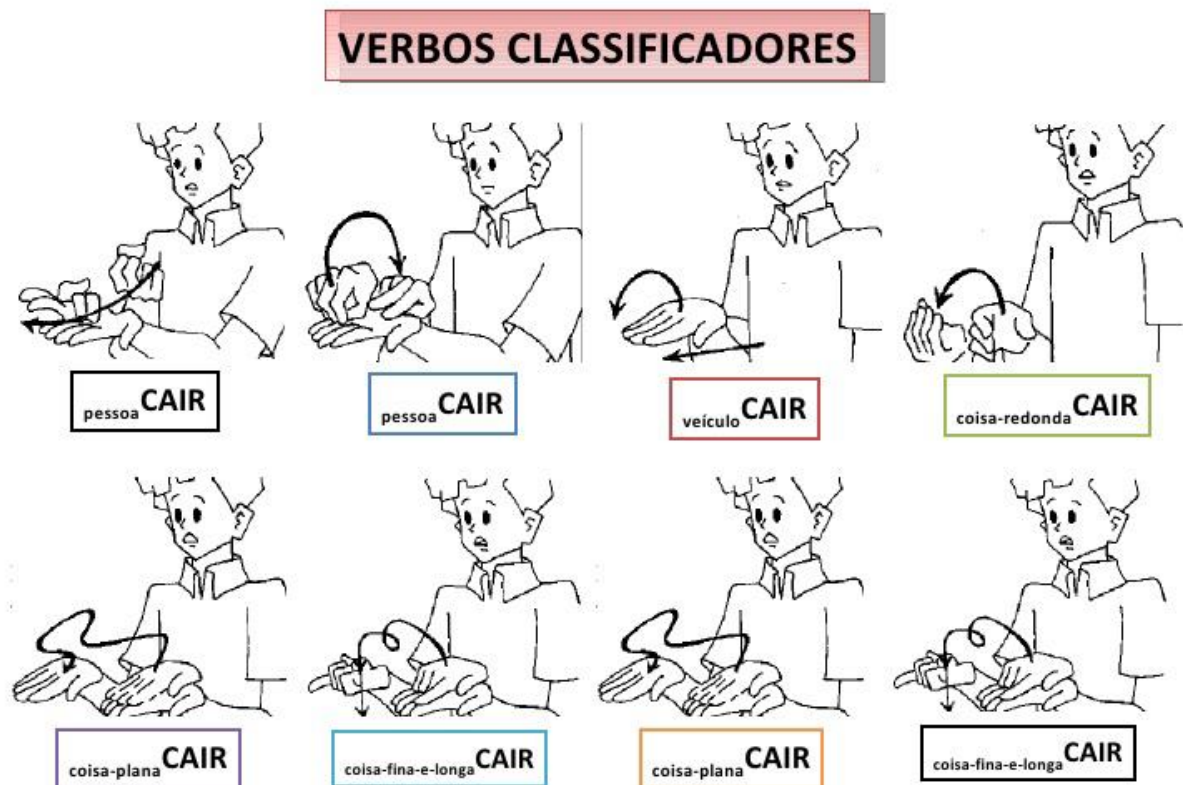 VERBOS CLASSIFICADORES
pessoaCAIR
pessoaCAIR
veículoCAIR
coisa-redondaCAIR
coisa-planaCAIR
coisa-fina-e-longaCAIR
coisa-planaCAIR
coisa-fina-e-longaCAIR